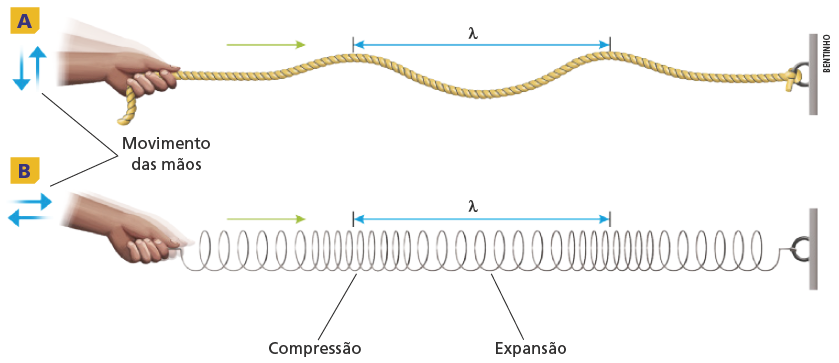 A
λ
BENTINHO
Movimento
das mãos
B
λ
Compressão
Expansão